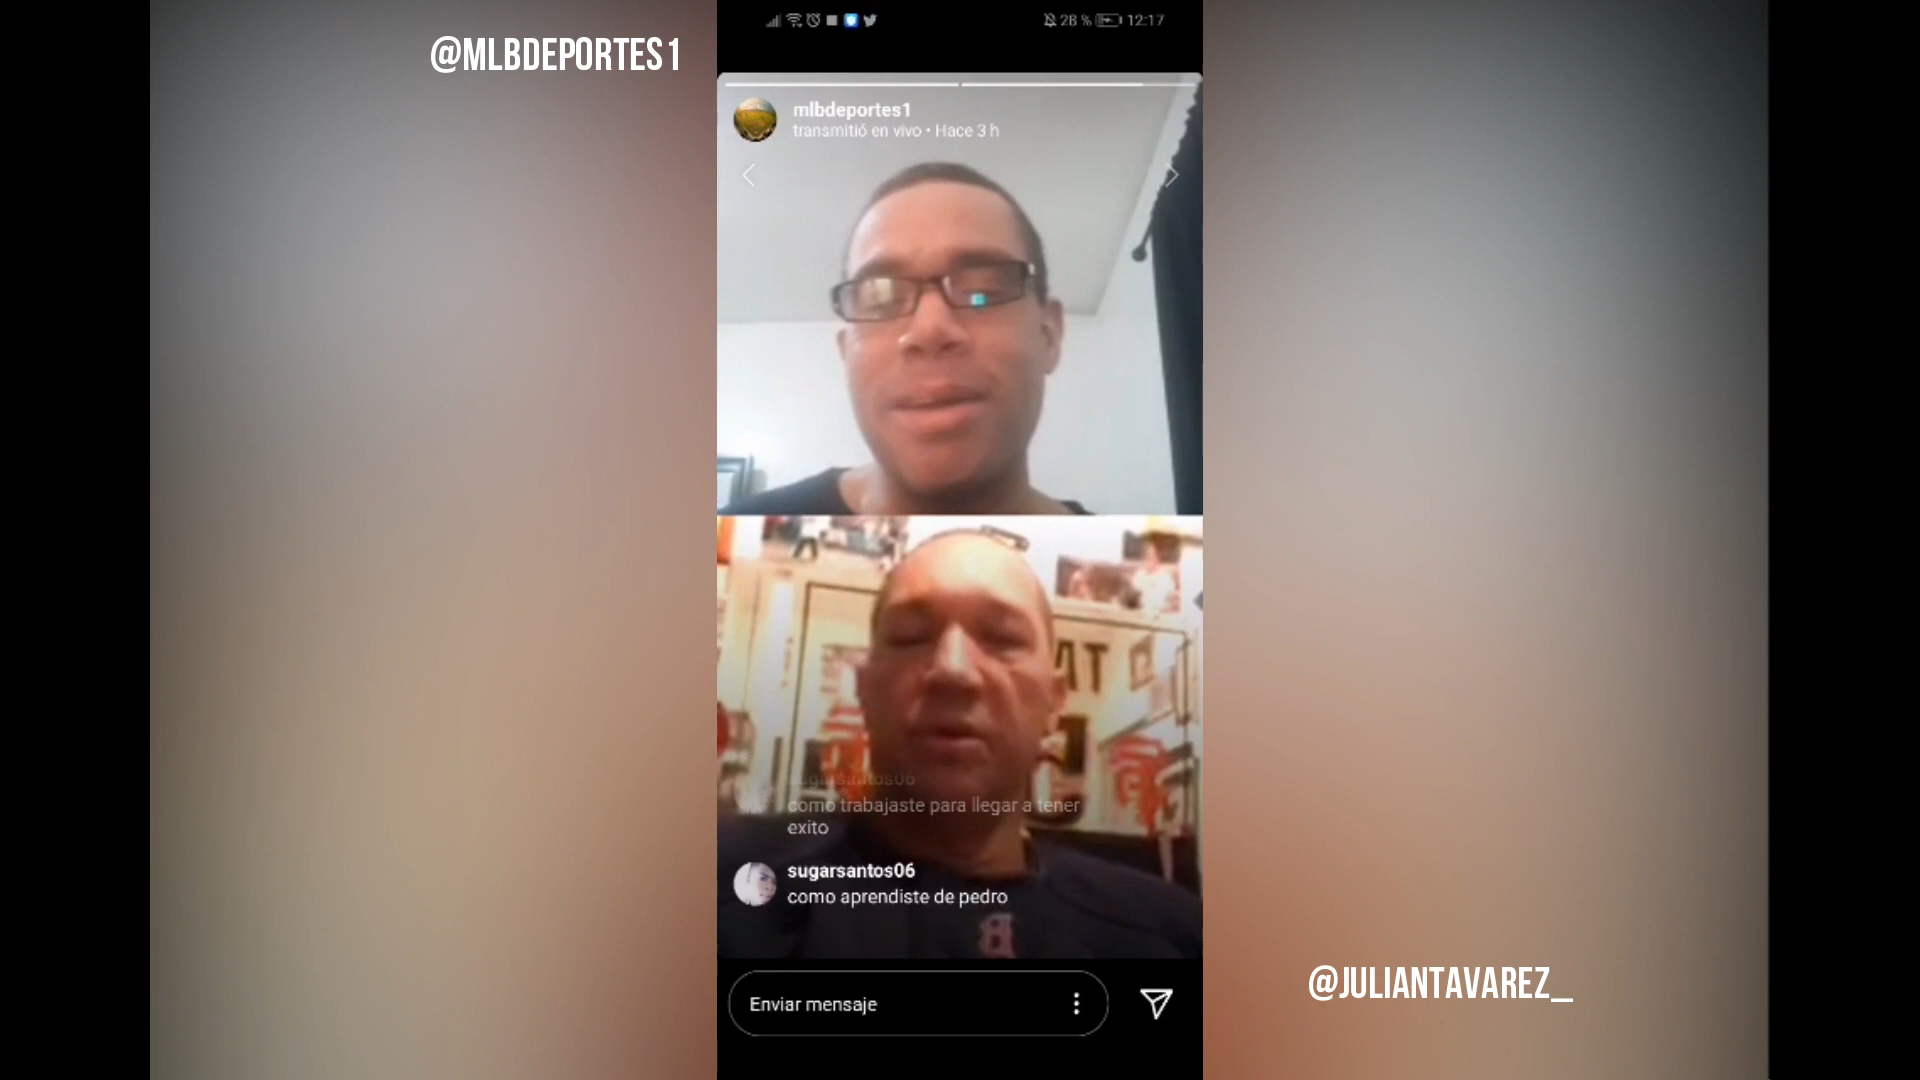 @MLBDEPORTES1
28 % 12:17
mlbdeportes1
transmitió en vivo • Hace 3 h
sugarsantos06
como trabajaste para llegar a tener
exito
sugarsantos06
como aprendiste de pedro
B
Enviar mensaje
@JULIANTAVAREZ_